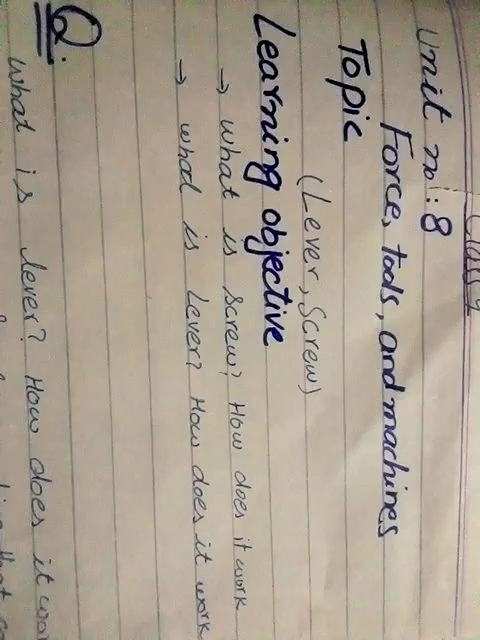 Unit no: 8
Force, tools, and machines
Topic
(Lever, Screw)
Learning objective
→ what is Screw? How does it work
→ what is Lever? How does it work
Q:
What is lever? How does it